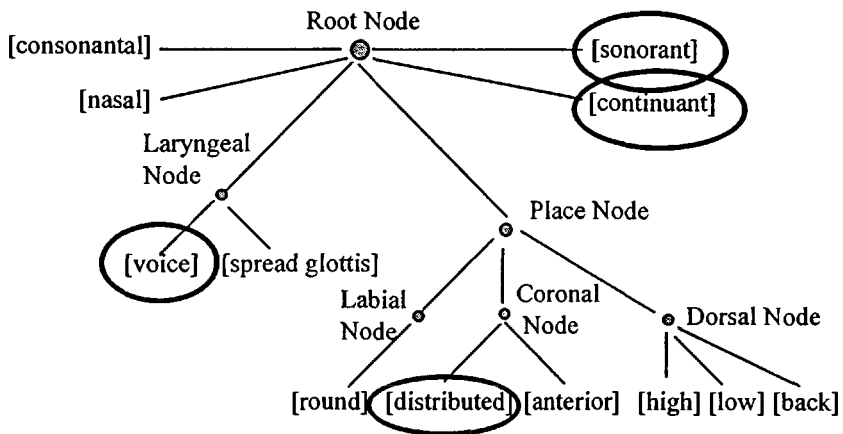 Root Node
[consonantal]
[sonorant]
[nasal]
[continuant]
Laryngeal
Node
Place Node
[voice] [spread glottis]
Labial
Node
Coronal
Node
Dorsal Node
[round] [distributed] [anterior] [high] [low] [back]